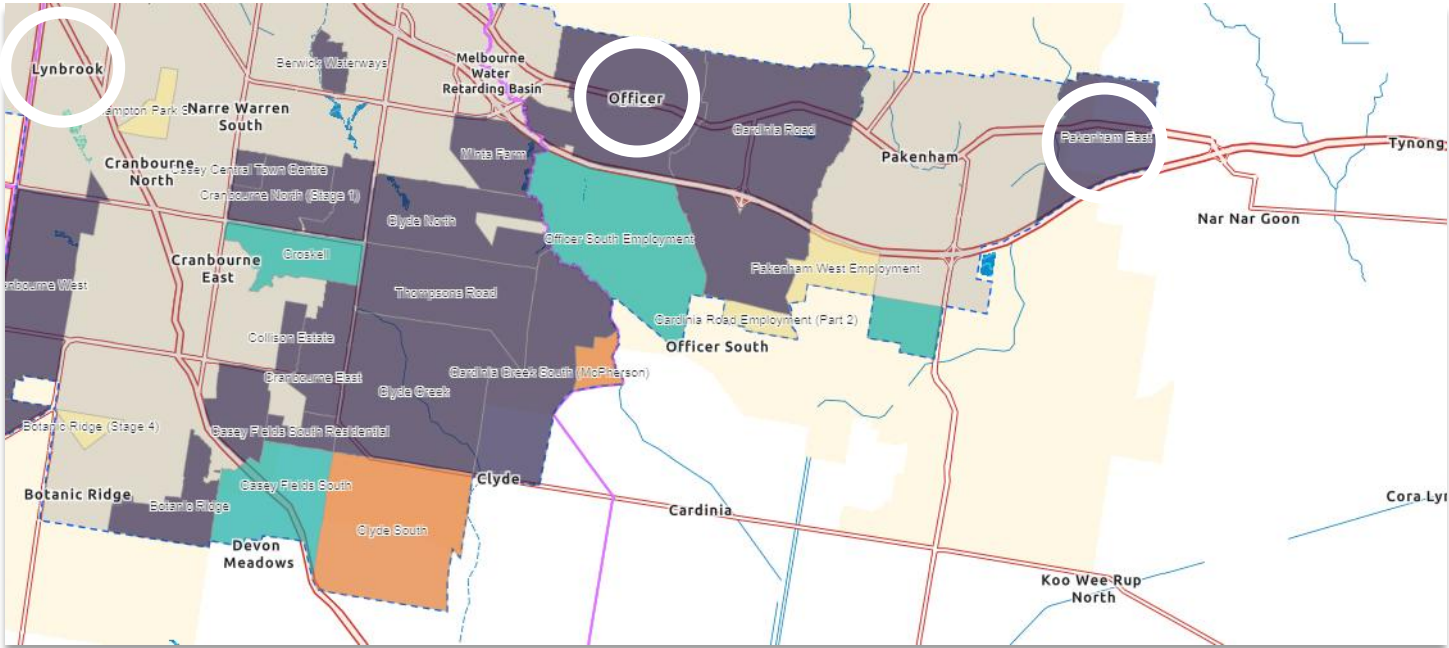 Lynbrook
Berwick Waterways
Melbourne
Water
Retarding Basin
Officer
Hampton Park S
Narre Warren
South
Cardinia Road
Pakenham East
Tynong
Minta Farm
Pakenham
Cranbourne
North
Casey Central Town Centre
Cranbourne North (Stage 1)
Nar Nar Goon
Clyde North
Officer South Employment
Croskell
Cranbourne
East
Pakenham West Employment
nbourne West
Thompsons Road
Cardinia Road Employment (Part 2)
Collison Estate
Officer South
Cranbourne East
Cardinia Creek South (McPherson)
Clyde Creek
Botanic Ridge (Stage 4)
Casey Fields South Residential
Clyde
Casey Fields South
Botanic Ridge
Botanic Ridge
Cora Lyn
Cardinia
Clyde South
Devon
Meadows
Koo Wee Rup
North